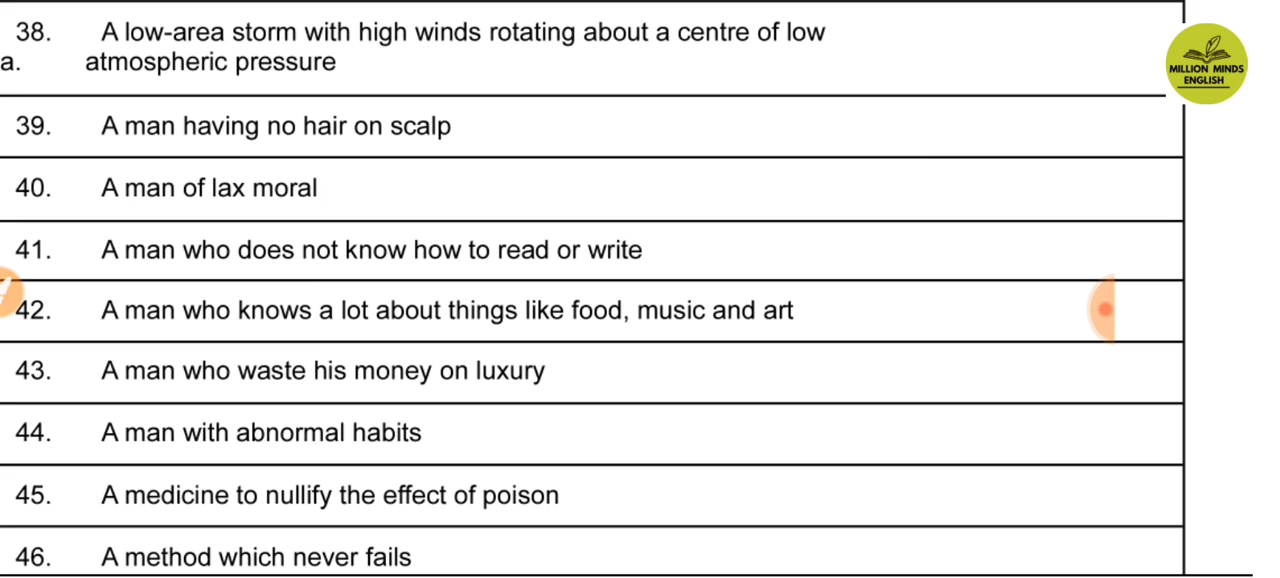 38. A low-area storm with high winds rotating about a centre of low
a. atmospheric pressure
MILLION MINDS
ENGLISH
39. A man having no hair on scalp
40. A man of lax moral
41. A man who does not know how to read or write
42. A man who knows a lot about things like food, music and art
43. A man who waste his money on luxury
44. A man with abnormal habits
45. A medicine to nullify the effect of poison
46. A method which never fails